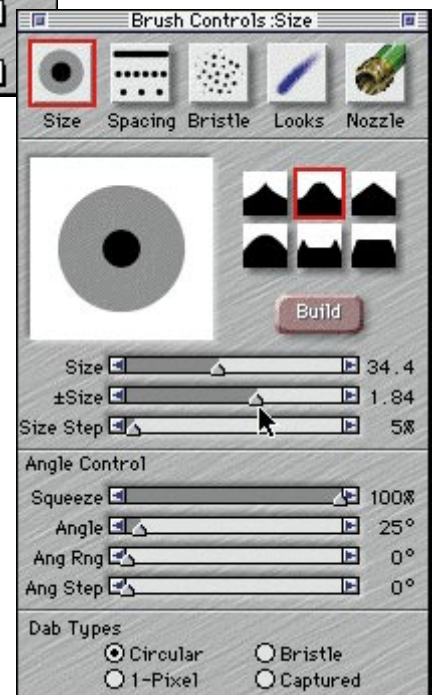 Brush Controls :Size
Size Spacing Bristle Looks Nozzle
Build
Size 34.4
±Size 1.84
Size Step 5%
Angle Control
Squeeze 100%
Angle 25°
Ang Rng 0°
Ang Step 0°
Dab Types
Circular Bristle
1-Pixel Captured